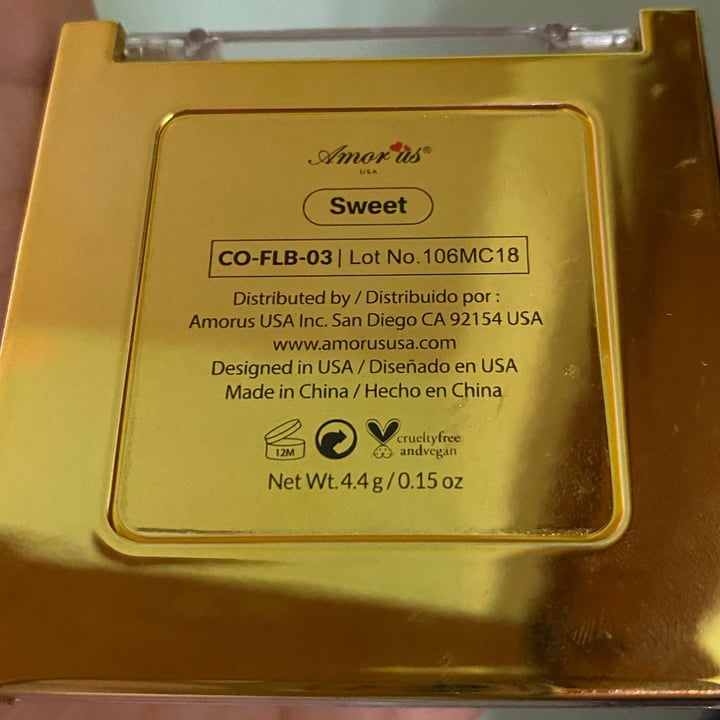 Amor us®
USA
Sweet
CO-FLB-03 | Lot No.106MC18
Distributed by / Distribuido por :
Amorus USA Inc. San Diego CA 92154 USA
www.amorususa.com
Designed in USA / Diseñado en USA
Made in China / Hecho en China
12M
crueltyfree
andvegan
Net Wt. 4.4 g / 0.15 oz